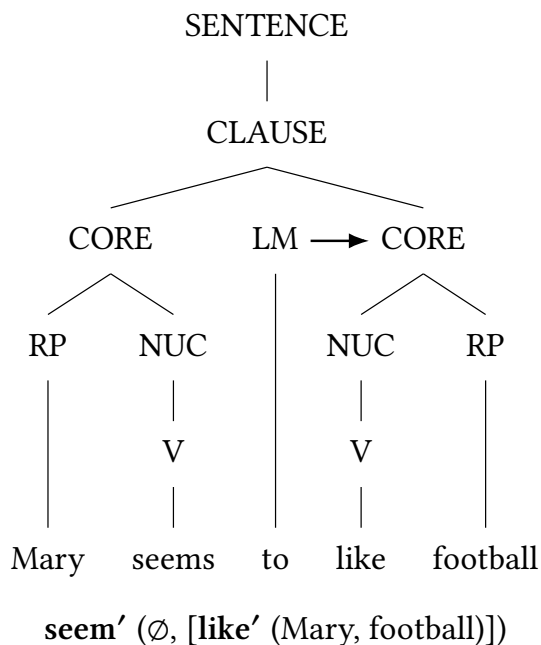 SENTENCE
CLAUSE
CORE LM CORE
RP NUC NUC RP
V V
Mary seems to like football
seem′ (∅, [like′ (Mary, football)])